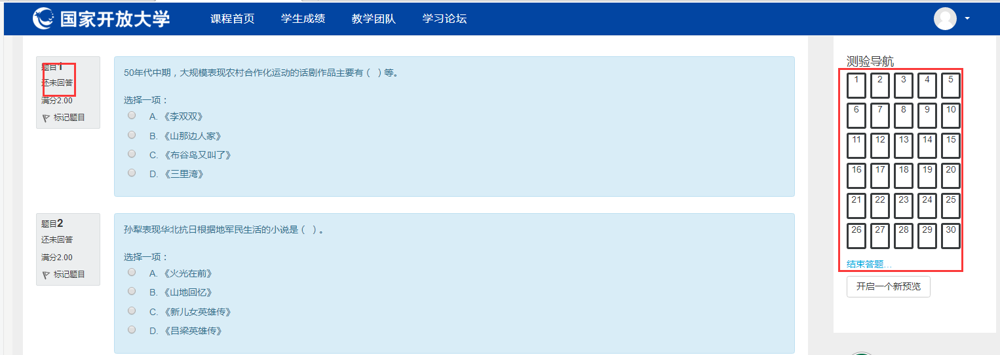 国家开放大学 课程首页 学生成绩 教学团队 学习论坛
题目1
还未回答
满分2.00
标记题目
50年代中期，大规模表现农村合作化运动的话剧作品主要有（ ）等。
选择一项：
A. 《李双双》
B. 《山那边人家》
C. 《布谷鸟又叫了》
D. 《三里湾》
题目2
还未回答
满分2.00
标记题目
孙犁表现华北抗日根据地军民生活的小说是（ ）。
选择一项：
A. 《火光在前》
B. 《山地回忆》
C. 《新儿女英雄传》
D. 《吕梁英雄传》
测验导航
1 2 3 4 5
6 7 8 9 10
11 12 13 14 15
16 17 18 19 20
21 22 23 24 25
26 27 28 29 30
结束答题...
开启一个新预览